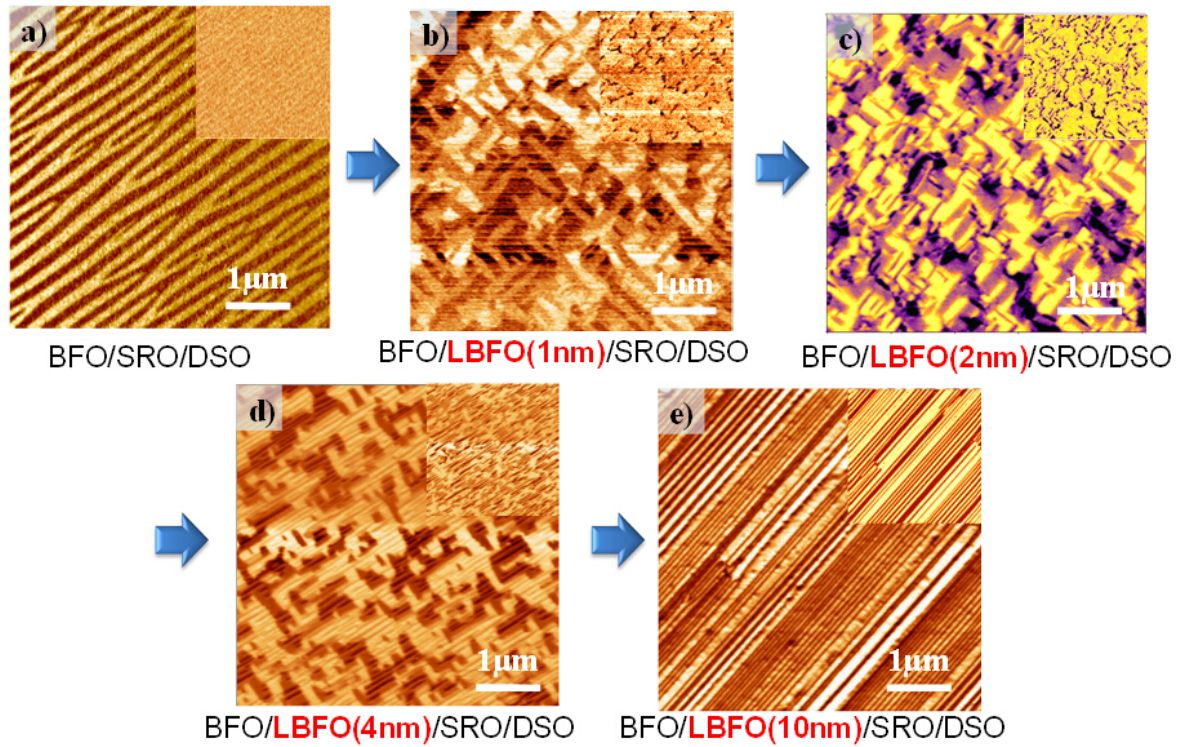 a)
1μm
BFO/SRO/DSO
b)
1μm
BFO/LBFO(1nm)/SRO/DSO
c)
1μm
BFO/LBFO(2nm)/SRO/DSO
d)
1μm
BFO/LBFO(4nm)/SRO/DSO
e)
1μm
BFO/LBFO(10nm)/SRO/DSO